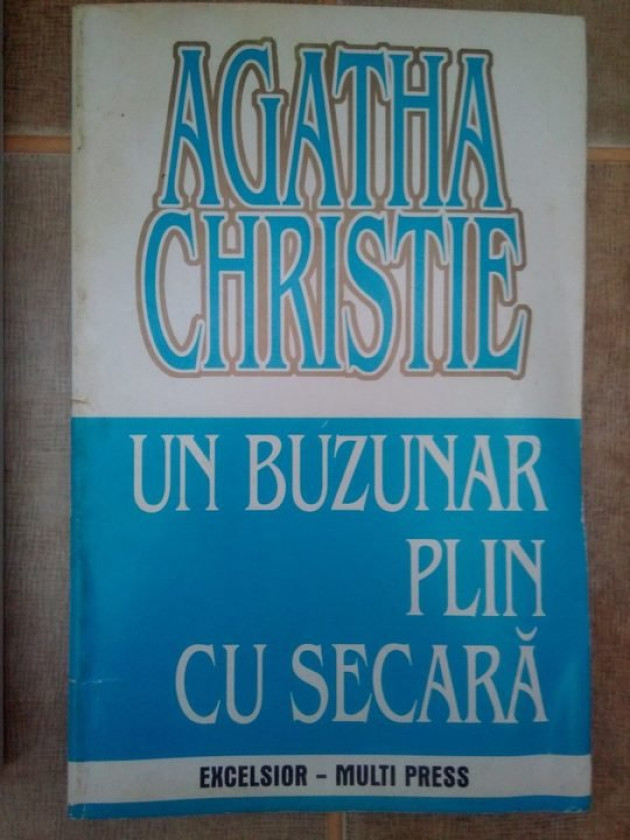 AGATHA
CHRISTIE
UN BUZUNAR
PLIN
CU SECARĂ
EXCELSIOR - MULTI PRESS